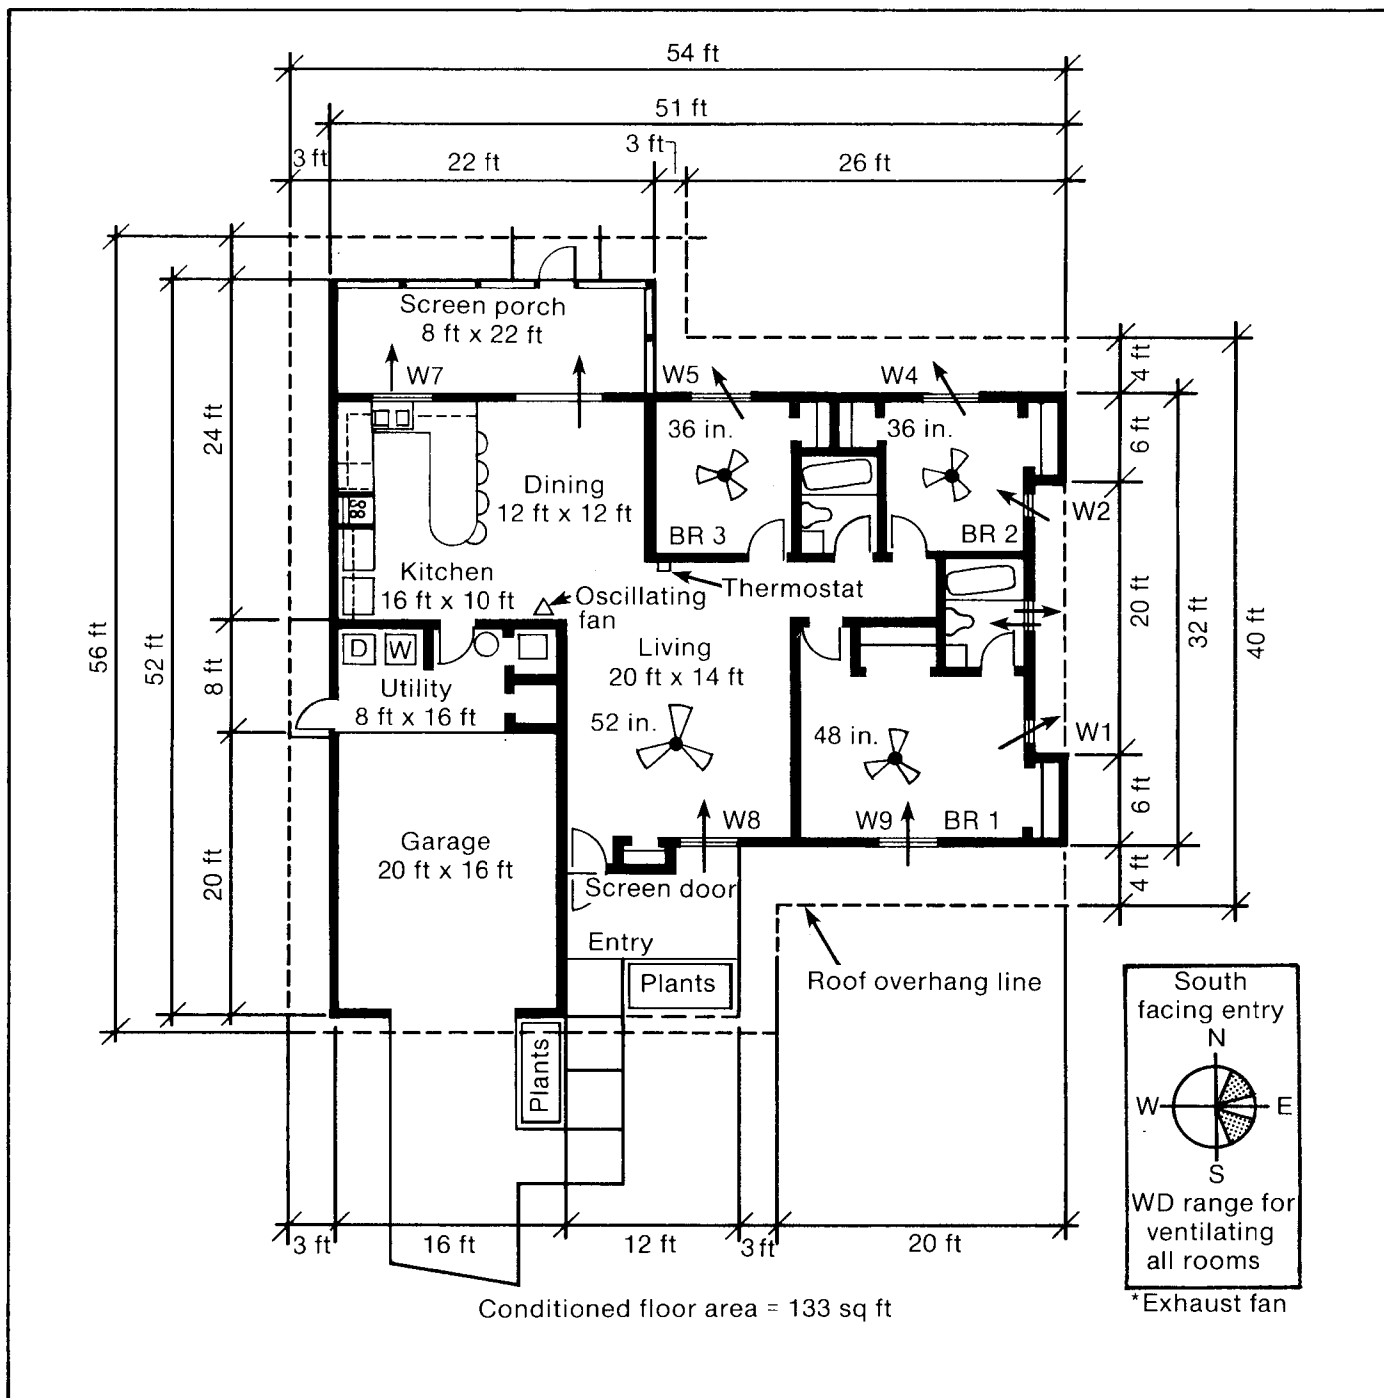 54 ft
51 ft
3 ft
3 ft
22 ft
26 ft
Screen porch
8 ft x 22 ft
W7
W5
W4
4 ft
36 in.
36 in.
6 ft
24 ft
Dining
12 ft x 12 ft
BR 3
BR 2
W2
Kitchen
16 ft x 10 ft
Oscillating
fan
Thermostat
56 ft
52 ft
20 ft
32 ft
40 ft
D
W
Living
20 ft x 14 ft
8 ft
Utility
8 ft x 16 ft
52 in.
48 in.
W1
6 ft
W8
W9
BR 1
Garage
20 ft x 16 ft
20 ft
4 ft
Screen door
Entry
Plants
Roof overhang line
South
facing entry
N
W
E
S
Plants
WD range for
ventilating
all rooms
3 ft
16 ft
12 ft
3 ft
20 ft
*Exhaust fan
Conditioned floor area = 133 sq ft